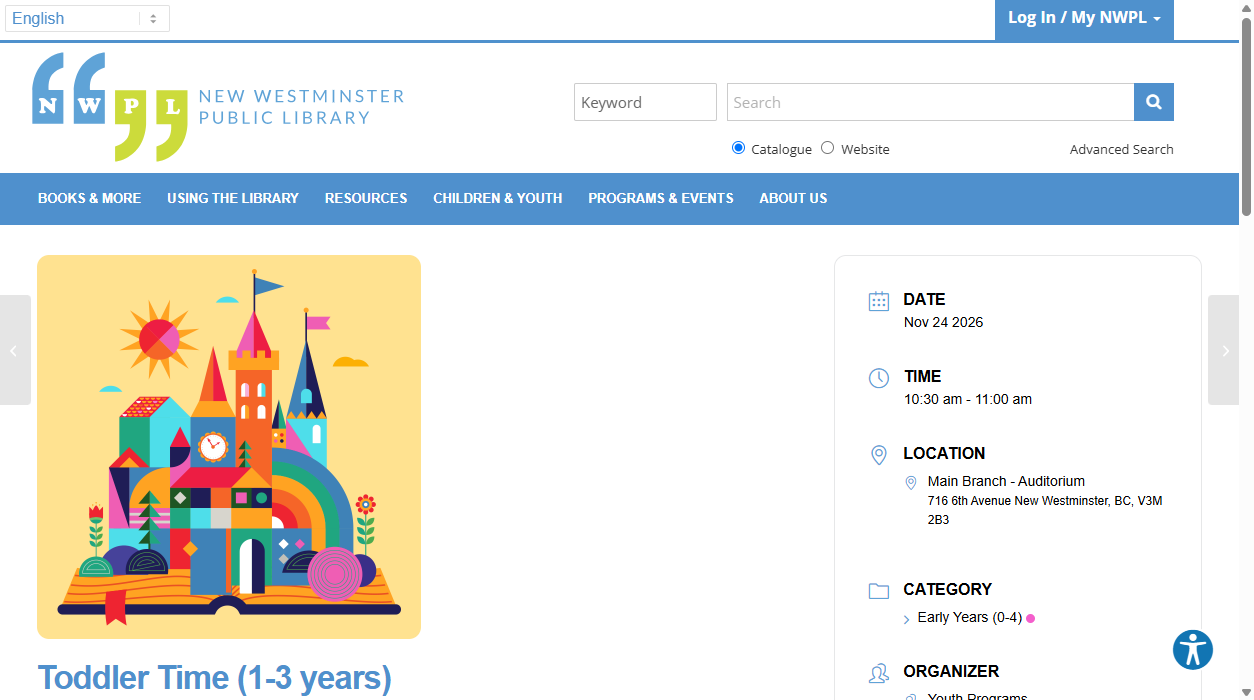 English
Log In / My NWPL
N W P L
NEW WESTMINSTER
PUBLIC LIBRARY
Keyword
Search
Catalogue
Website
Advanced Search
BOOKS & MORE
USING THE LIBRARY
RESOURCES
CHILDREN & YOUTH
PROGRAMS & EVENTS
ABOUT US
Toddler Time (1-3 years)
DATE
Nov 24 2026
TIME
10:30 am - 11:00 am
LOCATION
Main Branch - Auditorium
716 6th Avenue New Westminster, BC, V3M
2B3
CATEGORY
Early Years (0-4)
ORGANIZER
Youth Programs